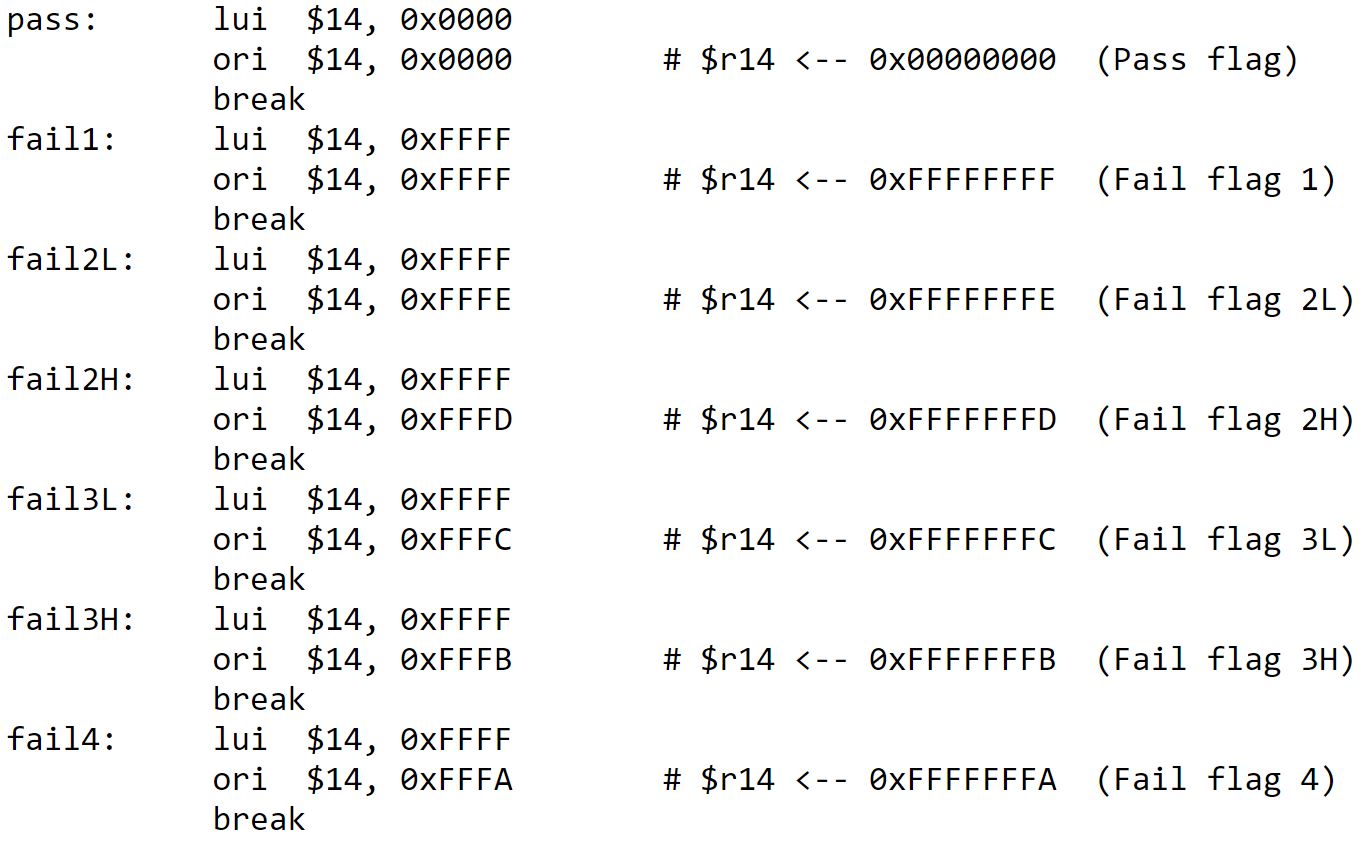 pass:     lui  $14, 0x0000
          ori  $14, 0x0000        # $r14 <-- 0x00000000  (Pass flag)
          break
fail1:    lui  $14, 0xFFFF
          ori  $14, 0xFFFF        # $r14 <-- 0xFFFFFFFF  (Fail flag 1)
          break
fail2L:   lui  $14, 0xFFFF
          ori  $14, 0xFFFE        # $r14 <-- 0xFFFFFFFE  (Fail flag 2L)
          break
fail2H:   lui  $14, 0xFFFF
          ori  $14, 0xFFFD        # $r14 <-- 0xFFFFFFFD  (Fail flag 2H)
          break
fail3L:   lui  $14, 0xFFFF
          ori  $14, 0xFFFC        # $r14 <-- 0xFFFFFFFC  (Fail flag 3L)
          break
fail3H:   lui  $14, 0xFFFF
          ori  $14, 0xFFFB        # $r14 <-- 0xFFFFFFFB  (Fail flag 3H)
          break
fail4:    lui  $14, 0xFFFF
          ori  $14, 0xFFFA        # $r14 <-- 0xFFFFFFFA  (Fail flag 4)
          break